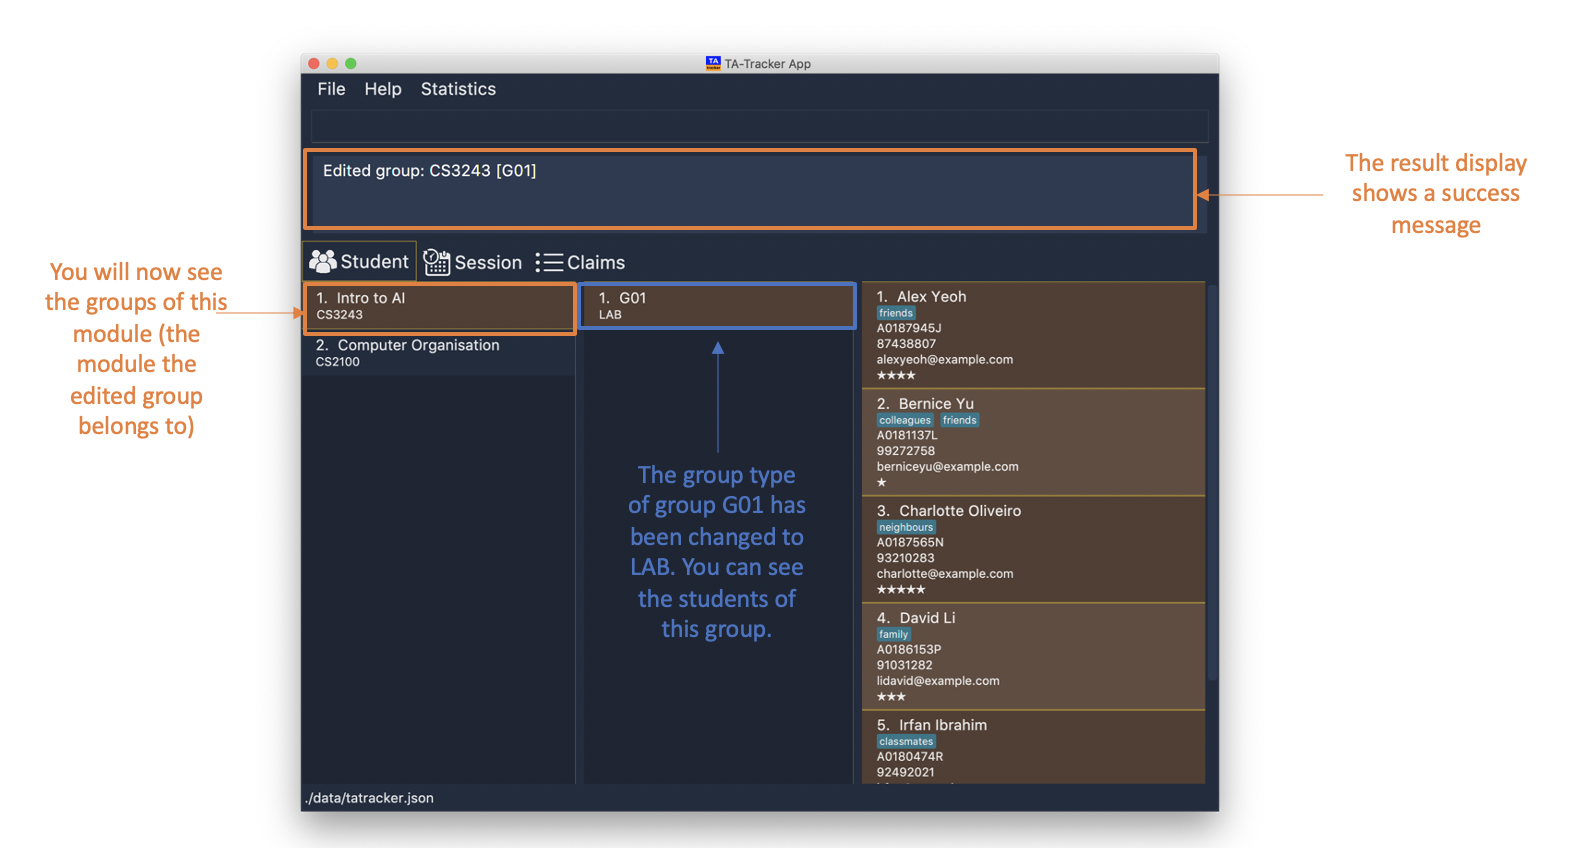 TA-Tracker App
File Help Statistics
Edited group: CS3243 [G01]
The result display
shows a success
message
Student Session Claims
You will now see
the groups of this
module (the
module the
edited group
belongs to)
1. Intro to AI
CS3243
2. Computer Organisation
CS2100
1. G01
LAB
The group type
of group G01 has
been changed to
LAB. You can see
the students of
this group.
1. Alex Yeoh
friends
A0187945J
87438807
alexyeoh@example.com
★★★★
2. Bernice Yu
colleagues friends
A0181137L
99272758
berniceyu@example.com
★
3. Charlotte Oliveiro
neighbours
A0187565N
93210283
charlotte@example.com
★★★★★
4. David Li
family
A0186153P
91031282
lidavid@example.com
★★★
5. Irfan Ibrahim
classmates
A0180474R
92492021
./data/tatracker.json